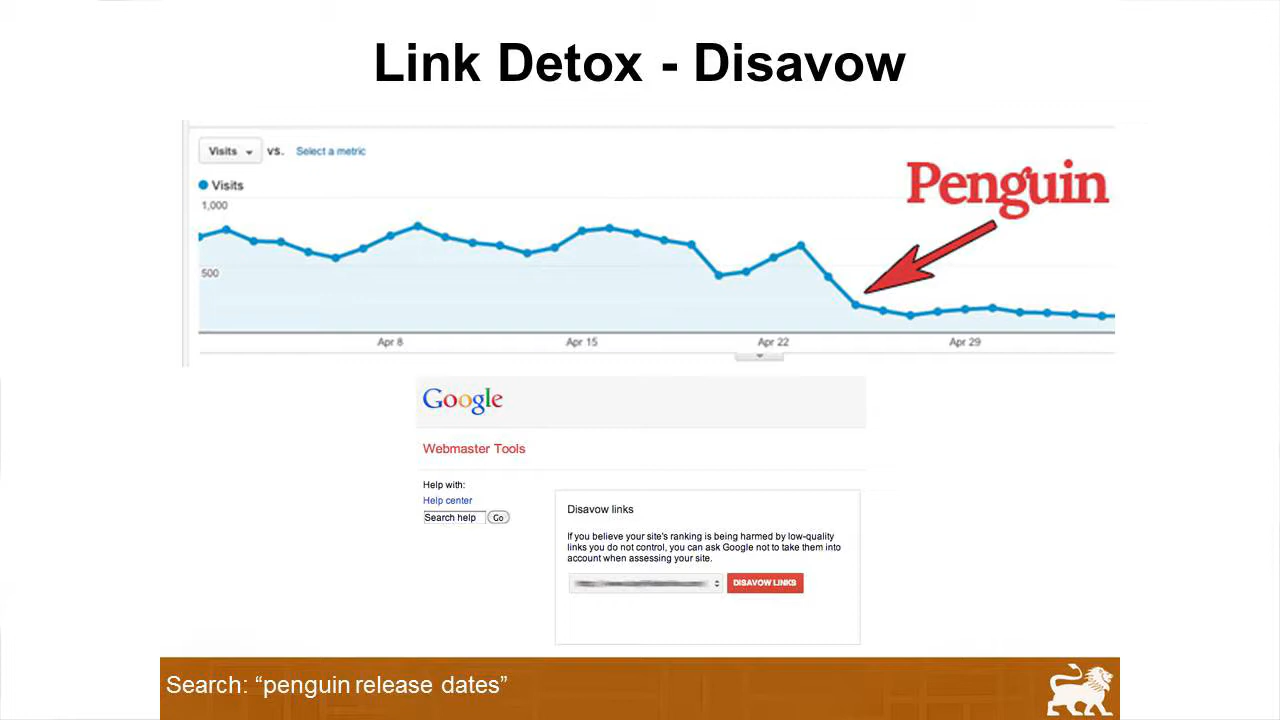 Link Detox - Disavow
Visits vs. Select a metric
Visits
1,000
Penguin
500
Apr 8 Apr 15 Apr 22 Apr 29
Google
Webmaster Tools
Help with:
Help center
Search help Go
Disavow links
If you believe your site's ranking is being harmed by low-quality
links you do not control, you can ask Google not to take them into
account when assessing your site.
DISAVOW LINKS
Search: “penguin release dates”